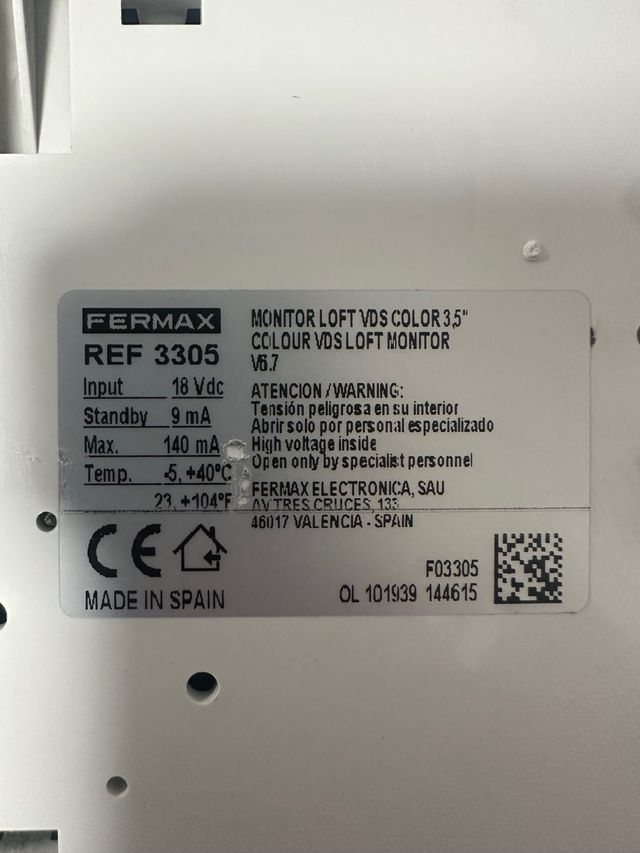 FERMAX
REF 3305
Input 18 Vdc
Standby 9 mA
Max. 140 mA
Temp. -5, +40°C
23, +104°F
MADE IN SPAIN
MONITOR LOFT VDS COLOR 3,5"
COLOUR VDS LOFT MONITOR
V6.7
ATENCION / WARNING:
Tensión peligrosa en su interior
Abrir solo por personal especializado
High voltage inside
Open only by specialist personnel
FERMAX ELECTRONICA, SAU
AV TRES CRUCES, 133
46017 VALENCIA - SPAIN
F03305
OL 101939 144615